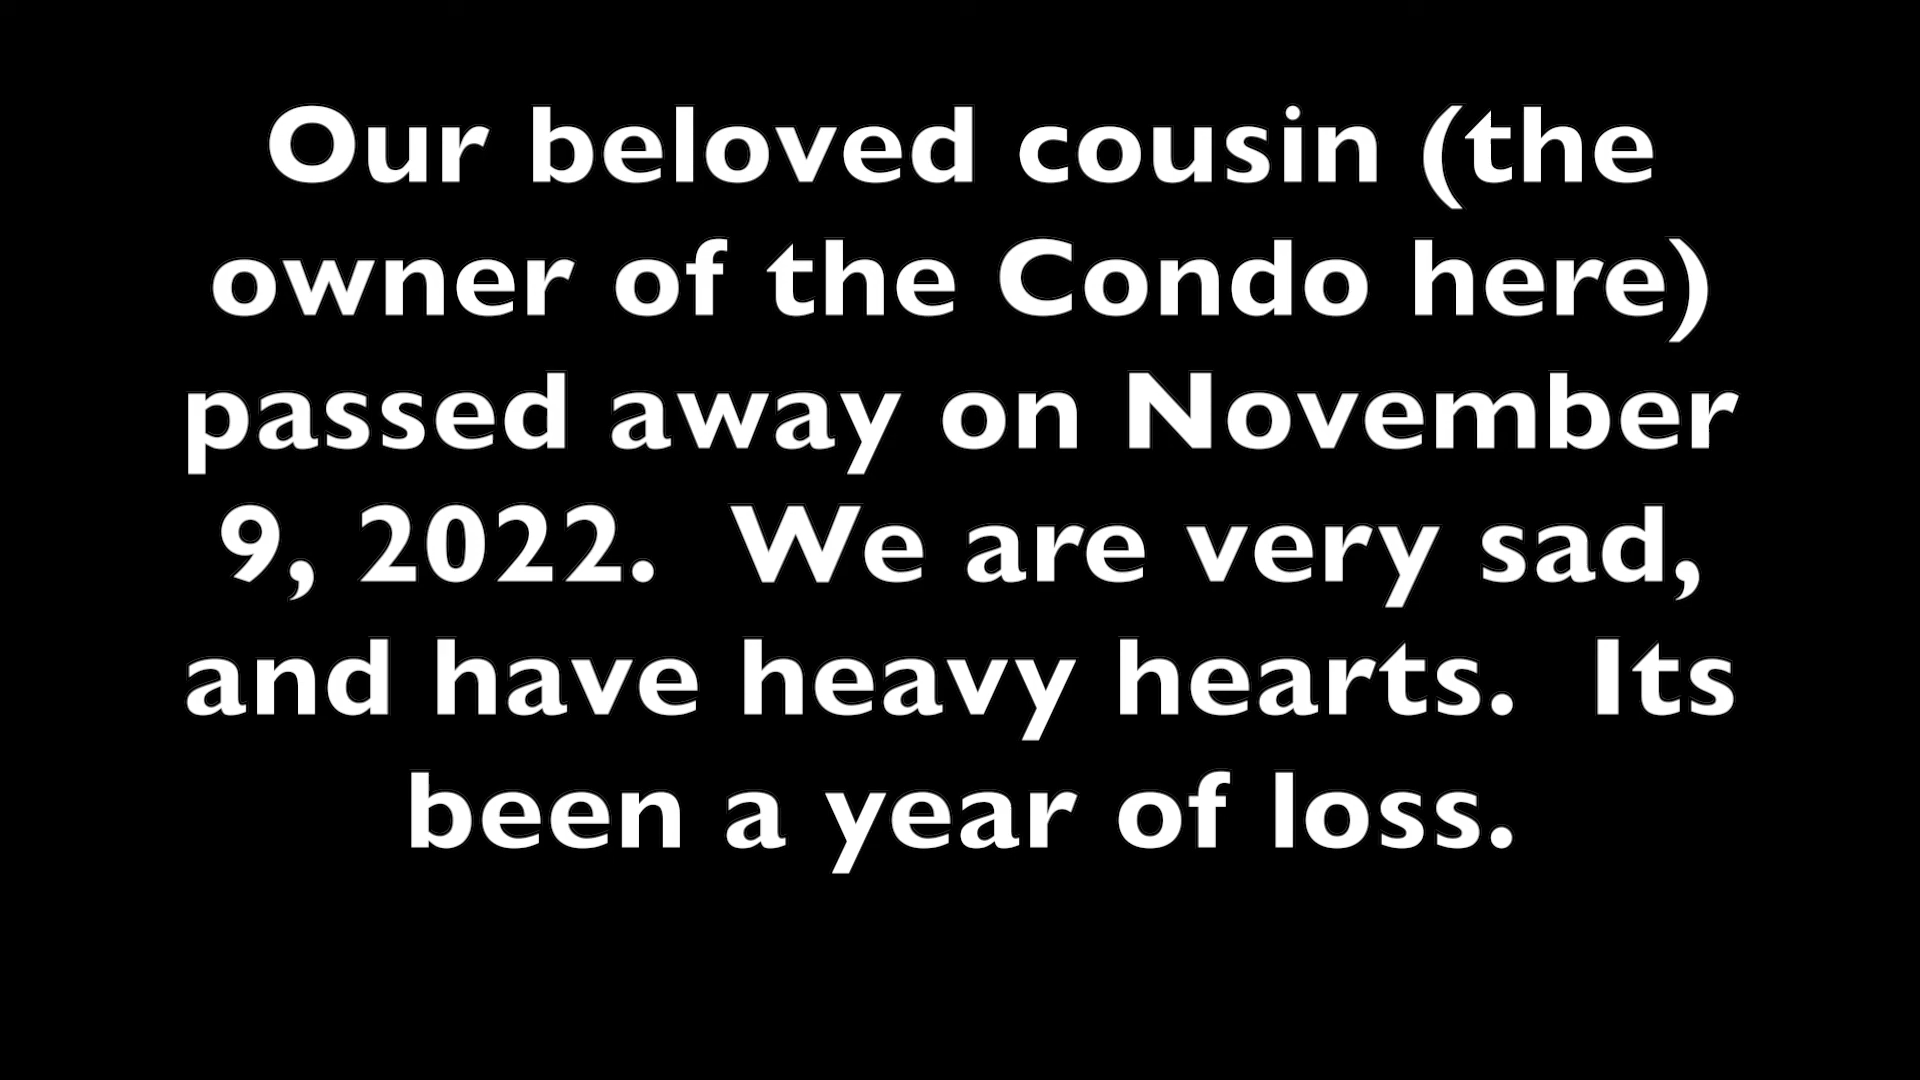 Our beloved cousin (the
owner of the Condo here)
passed away on November
9, 2022.  We are very sad,
and have heavy hearts.  Its
been a year of loss.